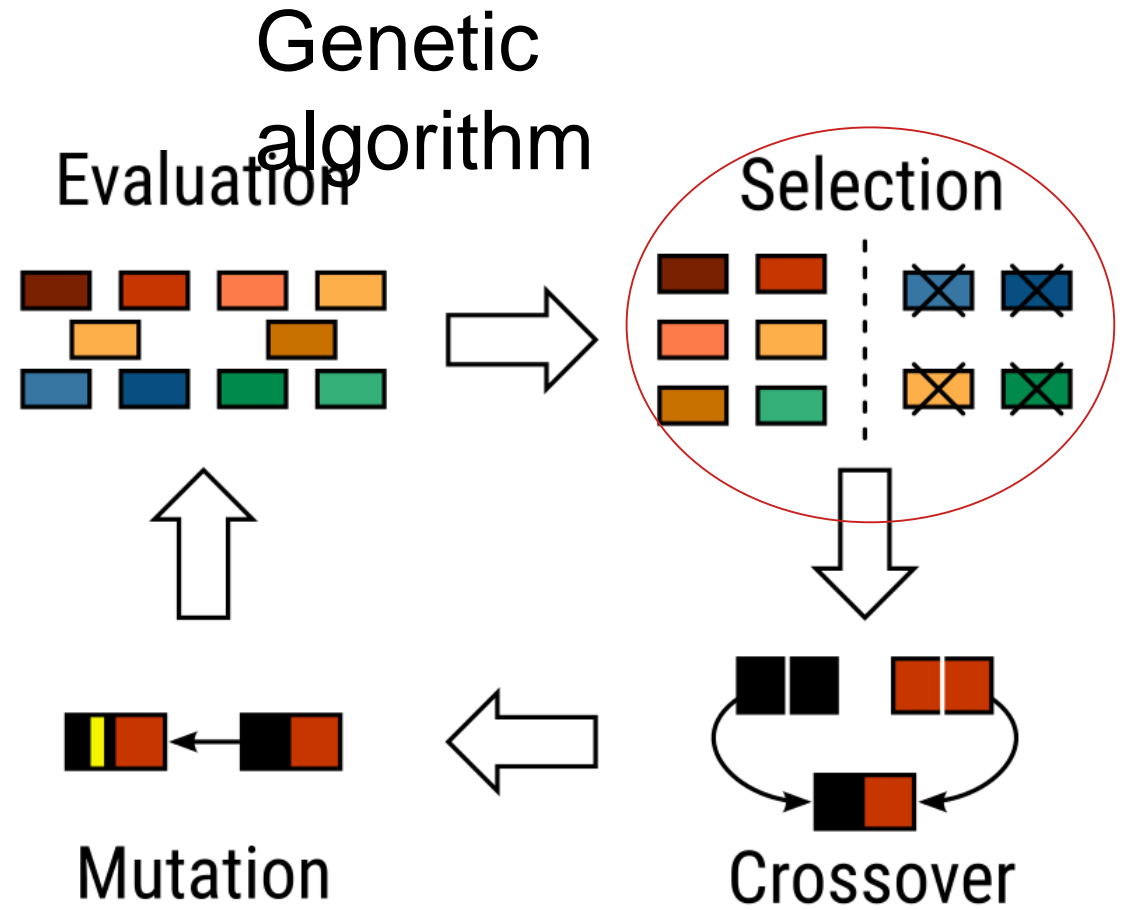 Genetic
algorithm
Evaluation
Selection
Mutation
Crossover